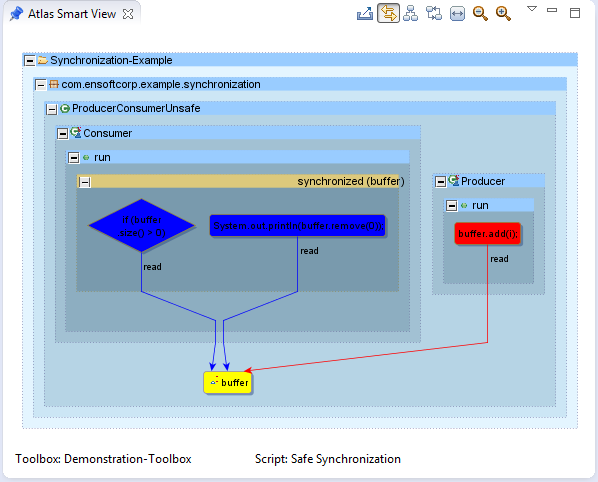 Atlas Smart View
Synchronization-Example
com.ensoftcorp.example.synchronization
ProducerConsumerUnsafe
Consumer
run
synchronized (buffer)
if (buffer.
size() > 0)
System.out.println(buffer.remove(0));
read
read
Producer
run
buffer.add(i);
read
buffer
Toolbox: Demonstration-Toolbox
Script: Safe Synchronization